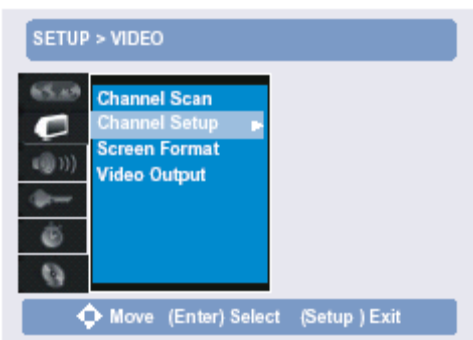 SETUP > VIDEO
Channel Scan
Channel Setup
Screen Format
Video Output
Move (Enter) Select (Setup ) Exit